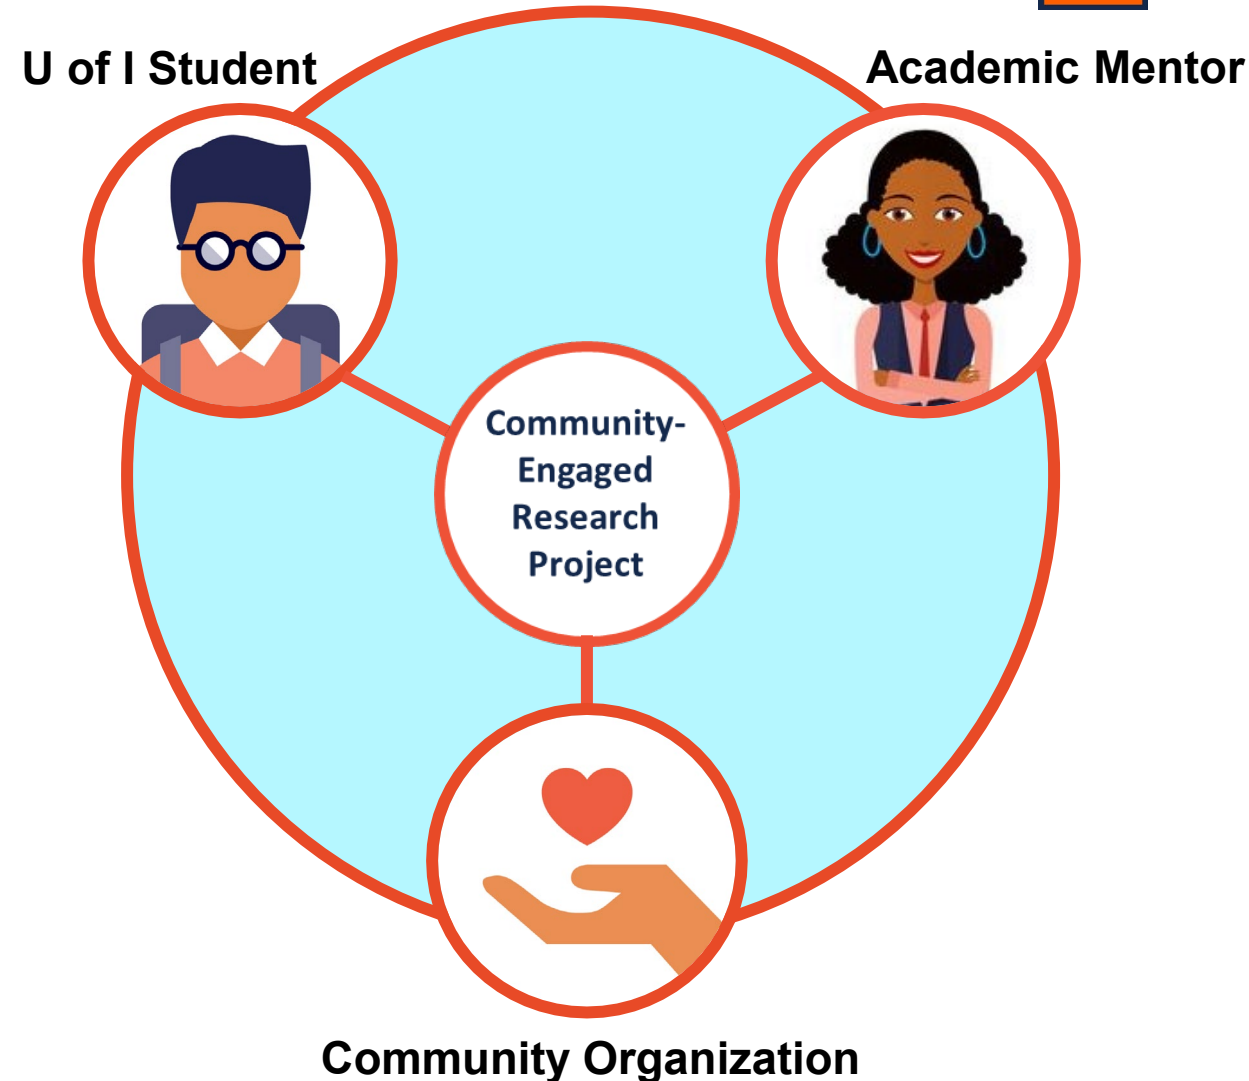 U of I Student
Academic Mentor
Community-
Engaged
Research
Project
Community Organization